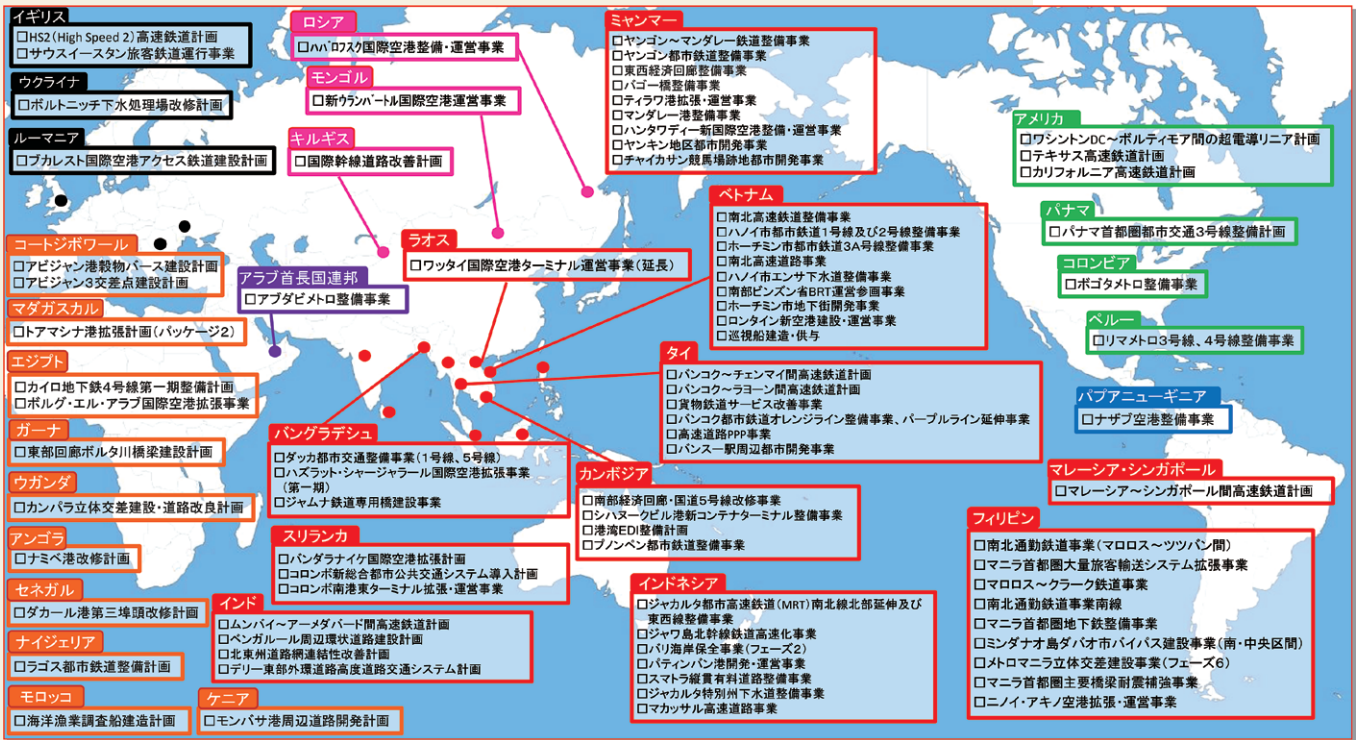 イギリス
□HS2(High Speed 2)高速鉄道計画
□サウスイースタン旅客鉄道運行事業
ウクライナ
□ボルトニッチ下水処理場改修計画
ルーマニア
□ブカレスト国際空港アクセス鉄道建設計画
ロシア
□ハバロフスク国際空港整備・運営事業
モンゴル
□新ウランバートル国際空港運営事業
キルギス
□国際幹線道路改善計画
ミャンマー
□ヤンゴン～マンダレー鉄道整備事業
□ヤンゴン都市鉄道整備事業
□東西経済回廊整備事業
□バゴー橋整備事業
□ティラワ港拡張・運営事業
□マンダレー港整備事業
□ハンタワディー新国際空港整備・運営事業
□ヤンキン地区都市開発事業
□チャイカサン競馬場跡地都市開発事業
アメリカ
□ワシントンDC～ボルティモア間の超電導リニア計画
□テキサス高速鉄道計画
□カリフォルニア高速鉄道計画
パナマ
□パナマ首都圏都市交通3号線整備計画
コロンビア
□ボゴタメトロ整備事業
ペルー
□リマメトロ3号線、4号線整備事業
ベトナム
□南北高速鉄道整備事業
□ハノイ市都市鉄道1号線及び2号線整備事業
□ホーチミン市都市鉄道3A号線整備事業
□南北高速道路事業
□ハノイ市エンサ下水道整備事業
□南部ビンズン省BRT運営参画事業
□ホーチミン市地下街開発事業
□ロンタイン新空港建設・運営事業
□巡視船建造・供与
ラオス
□ワッタイ国際空港ターミナル運営事業(延長)
アラブ首長国連邦
□アブダビメトロ整備事業
コートジボワール
□アビジャン港穀物バース建設計画
□アビジャン3交差点建設計画
マダガスカル
□トアマシナ港拡張計画(パッケージ2)
エジプト
□カイロ地下鉄4号線第一期整備計画
□ボルグ・エル・アラブ国際空港拡張事業
ガーナ
□東部回廊ボルタ川橋梁建設計画
ウガンダ
□カンパラ立体交差建設・道路改良計画
アンゴラ
□ナミベ港改修計画
セネガル
□ダカール港第三埠頭改修計画
ナイジェリア
□ラゴス都市鉄道整備計画
モロッコ
□海洋漁業調査船建造計画
ケニア
□モンバサ港周辺道路開発計画
タイ
□バンコク～チェンマイ間高速鉄道計画
□バンコク～ラヨーン間高速鉄道計画
□貨物鉄道サービス改善事業
□バンコク都市鉄道オレンジライン整備事業、パープルライン延伸事業
□高速道路PPP事業
□バンスー駅周辺都市開発事業
パプアニューギニア
□ナザブ空港整備事業
バングラデシュ
□ダッカ都市交通整備事業(1号線、5号線)
□ハズラット・シャージャラール国際空港拡張事業
(第一期)
□ジャムナ鉄道専用橋建設事業
カンボジア
□南部経済回廊・国道5号線改修事業
□シハヌークビル港新コンテナターミナル整備事業
□港湾EDI整備計画
□プノンペン都市鉄道整備事業
マレーシア・シンガポール
□マレーシア～シンガポール間高速鉄道計画
スリランカ
□バンダラナイケ国際空港拡張計画
□コロンボ新総合都市公共交通システム導入計画
□コロンボ南港東ターミナル拡張・運営事業
インド
□ムンバイ～アーメダバード間高速鉄道計画
□ベンガルール周辺環状道路建設計画
□北東州道路網連結性改善計画
□デリー東部外環道路高度道路交通システム計画
インドネシア
□ジャカルタ都市高速鉄道(MRT)南北線北部延伸及び
東西線整備事業
□ジャワ島北幹線鉄道高速化事業
□バリ海岸保全事業(フェーズ2)
□パティンバン港開発・運営事業
□スマトラ縦貫有料道路整備事業
□ジャカルタ特別州下水道整備事業
□マカッサル高速道路事業
フィリピン
□南北通勤鉄道事業(マロロス～ツツバン間)
□マニラ首都圏大量旅客輸送システム拡張事業
□マロロス～クラーク鉄道事業
□南北通勤鉄道事業南線
□マニラ首都圏地下鉄整備事業
□ミンダナオ島ダバオ市バイパス建設事業(南・中央区間)
□メトロマニラ立体交差建設事業(フェーズ6)
□マニラ首都圏主要橋梁耐震補強事業
□ニノイ・アキノ空港拡張・運営事業